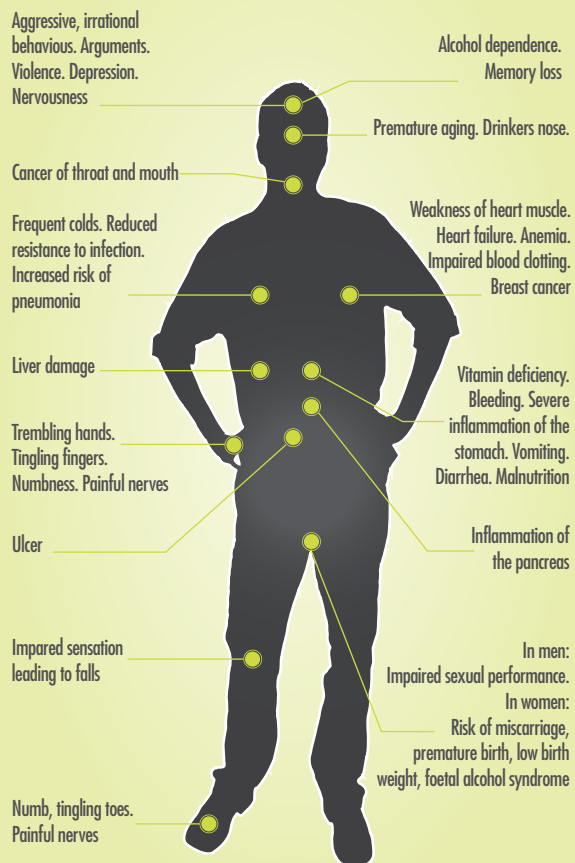 Aggressive, irrational
behavious. Arguments.
Violence. Depression.
Nervousness
Alcohol dependence.
Memory loss
Premature aging. Drinkers nose.
Cancer of throat and mouth
Frequent colds. Reduced
resistance to infection.
Increased risk of
pneumonia
Weakness of heart muscle.
Heart failure. Anemia.
Impaired blood clotting.
Breast cancer
Liver damage
Vitamin deficiency.
Bleeding. Severe
inflammation of the
stomach. Vomiting.
Diarrhea. Malnutrition
Trembling hands.
Tingling fingers.
Numbness. Painful nerves
Ulcer
Inflammation of
the pancreas
Impared sensation
leading to falls
In men:
Impaired sexual performance.
In women:
Risk of miscarriage,
premature birth, low birth
weight, foetal alcohol syndrome
Numb, tingling toes.
Painful nerves